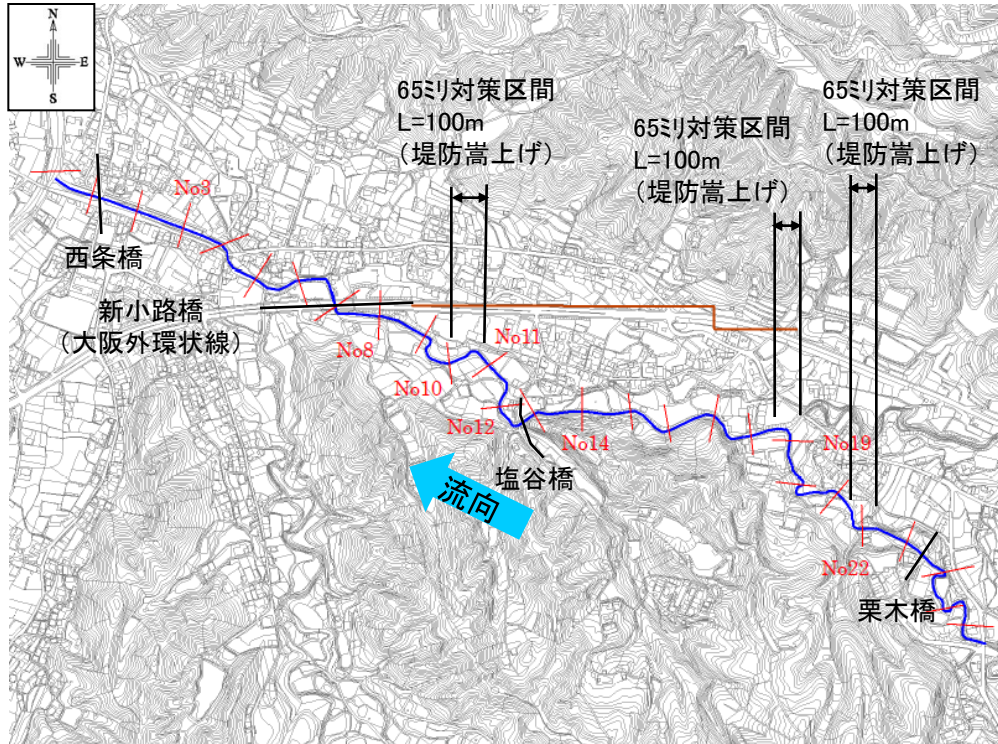 N
W E
S
65ﾐﾘ対策区間
L=100m
(堤防嵩上げ)
65ﾐﾘ対策区間
L=100m
(堤防嵩上げ)
65ﾐﾘ対策区間
L=100m
(堤防嵩上げ)
No3
西条橋
新小路橋
(大阪外環状線)
No8
No10
No11
No12
No14
塩谷橋
流向
No19
No22
栗木橋